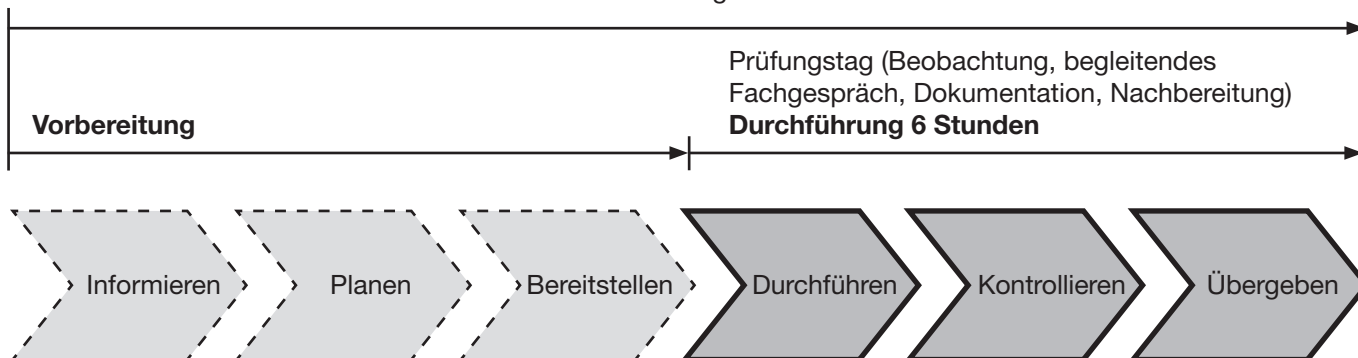 Prüfungstag (Beobachtung, begleitendes
Fachgespräch, Dokumentation, Nachbereitung)
Vorbereitung
Durchführung 6 Stunden
Informieren
Planen
Bereitstellen
Durchführen
Kontrollieren
Übergeben